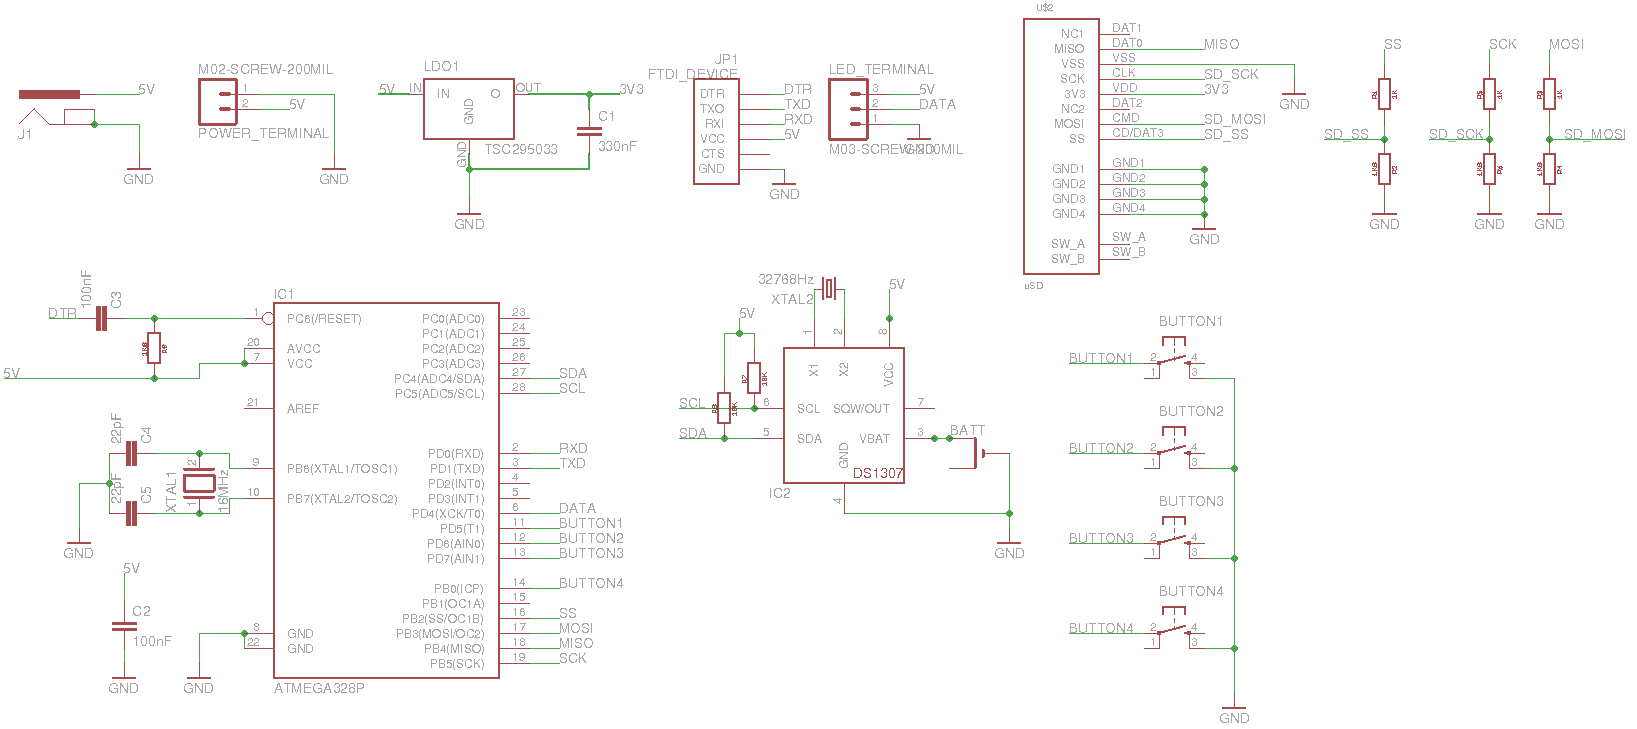 U$2
M02-SCREW-200MIL
1
2
5V
POWER_TERMINAL
GND
5V
J1
GND
LDO1
5V
IN
IN
O
OUT
GND
GND
TSC295033
3V3
C1
330nF
GND
JP1
FTDI_DEVICE
DTR
DTR
TXO
TXD
RXI
RXD
VCC
5V
CTS
GND
GND
LED_TERMINAL
3
5V
2
DATA
1
GND
M03-SCREW-200MIL
NC1
DAT1
MISO
DAT0
MISO
VSS
VSS
SCK
CLK
SD_SCK
3V3
VDD
3V3
NC2
DAT2
MOSI
CMD
SD_MOSI
SS
CD/DAT3
SD_SS
GND
GND1
GND1
GND2
GND2
GND3
GND3
GND4
GND4
GND
SW_A
SW_A
SW_B
SW_B
uSD
SS
SCK
MOSI
1K
R5
1K
R3
1K
SD_SS
SD_SCK
SD_MOSI
1K8
R2
1K8
1K8
GND
GND
GND
DTR
100nF
C3
1K8
5V
IC1
1
PC6(/RESET)
20
AVCC
7
VCC
21
AREF
9
PB6(XTAL1/TOSC1)
10
PB7(XTAL2/TOSC2)
8
GND
22
GND
PC0(ADC0)
23
PC1(ADC1)
24
PC2(ADC2)
25
PC3(ADC3)
26
PC4(ADC4/SDA)
27
SDA
PC5(ADC5/SCL)
28
SCL
PD0(RXD)
2
RXD
PD1(TXD)
3
TXD
PD2(INT0)
4
PD3(INT1)
5
PD4(XCK/T0)
6
DATA
PD5(T1)
11
BUTTON1
PD6(AIN0)
12
BUTTON2
PD7(AIN1)
13
BUTTON3
PB0(ICP)
14
BUTTON4
PB1(OC1A)
15
PB2(SS/OC1B)
16
SS
PB3(MOSI/OC2)
17
MOSI
PB4(MISO)
18
MISO
PB5(SCK)
19
SCK
ATMEGA328P
22pF
C4
22pF
C5
XTAL1
2
1
16MHz
GND
5V
C2
100nF
GND
GND
32768Hz
XTAL2
5V
5V
1
2
8
X1
X2
VCC
R7
10K
10K
SCL
6
SCL
SQW/OUT
7
SDA
5
SDA
VBAT
3
BATT
GND
DS1307
IC2
4
GND
BUTTON1
BUTTON1
2
4
1
3
BUTTON2
BUTTON2
2
4
1
3
BUTTON3
BUTTON3
2
4
1
3
BUTTON4
BUTTON4
2
4
1
3
GND